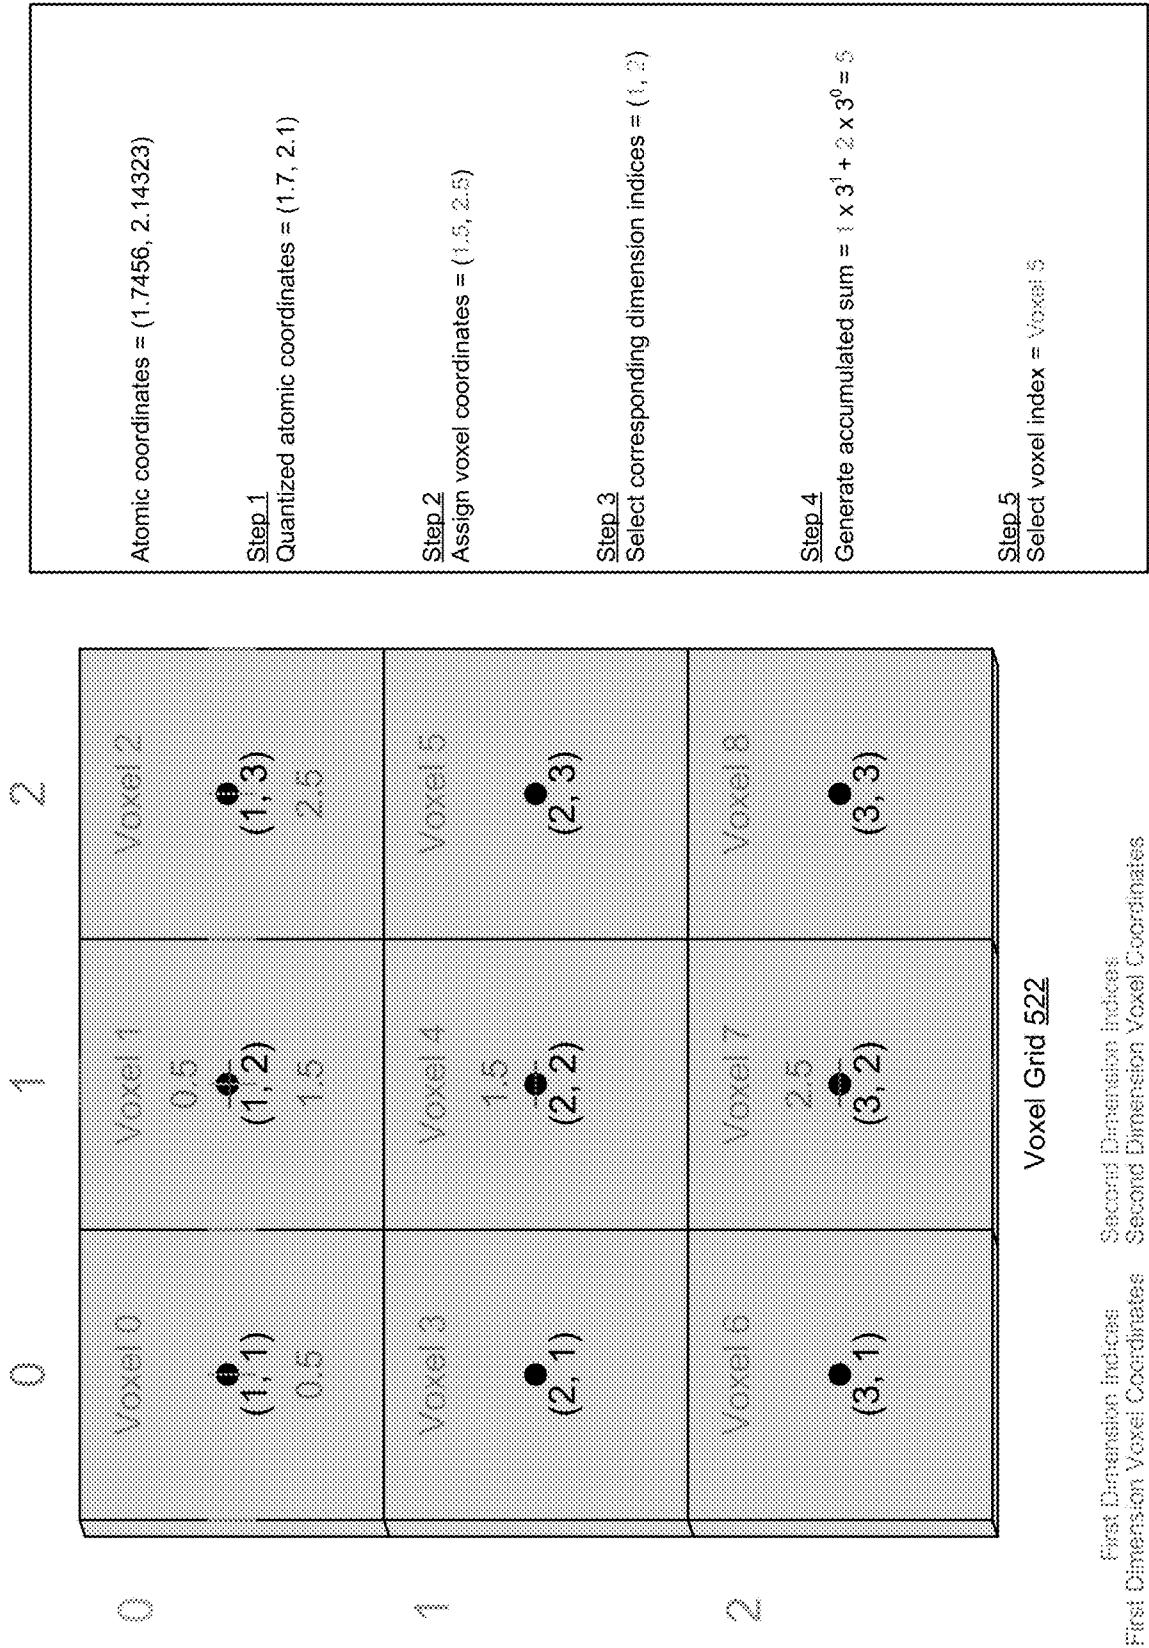 0 1 2
0
Voxel 0 Voxel 1 Voxel 2
0.5
(1, 1) (1, 2) (1, 3)
0.5 1.5 2.5
1
Voxel 3 Voxel 4 Voxel 5
1.5
(2, 1) (2, 2) (2, 3)
2
Voxel 6 Voxel 7 Voxel 8
2.5
(3, 1) (3, 2) (3, 3)
Voxel Grid 522
First Dimension Indices Second Dimension Indices
First Dimension Voxel Coordinates Second Dimension Voxel Coordinates
Atomic coordinates = (1.7456, 2.14323)
Step 1
Quantized atomic coordinates = (1.7, 2.1)
Step 2
Assign voxel coordinates = (1.5, 2.5)
Step 3
Select corresponding dimension indices = (1, 2)
Step 4
Generate accumulated sum = 1 x 3¹ + 2 x 3⁰ = 5
Step 5
Select voxel index = Voxel 5